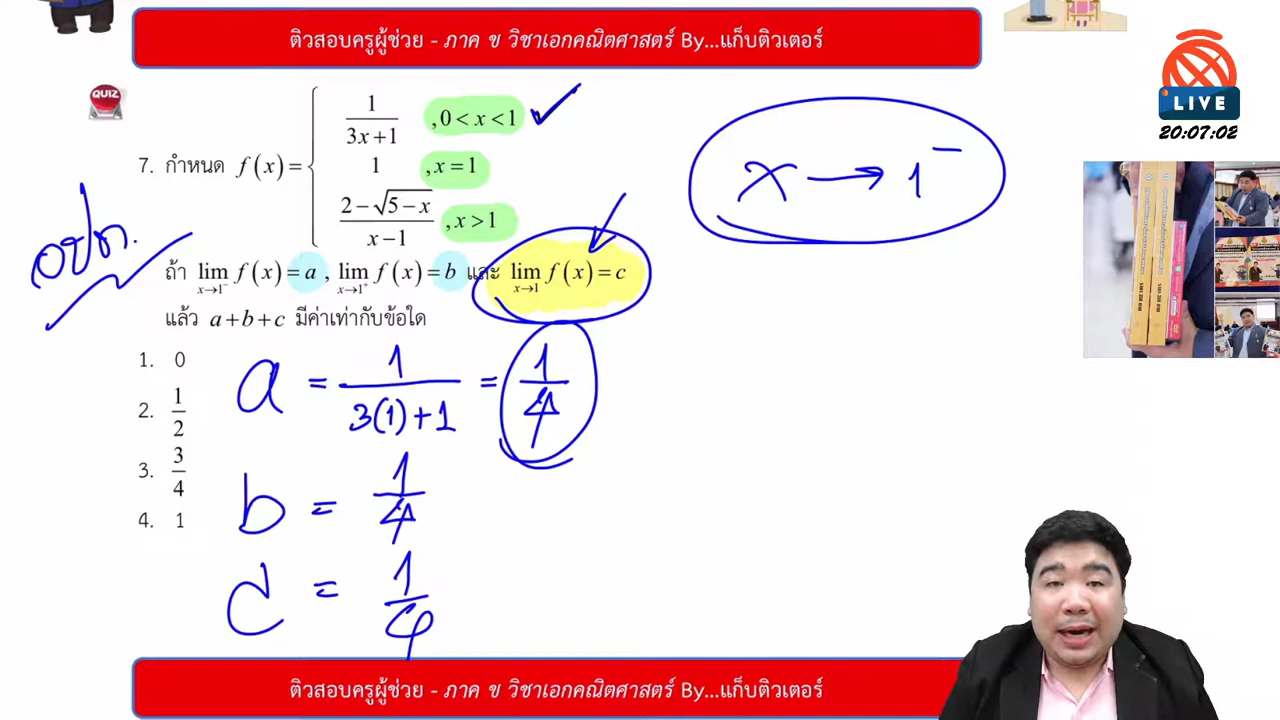 ติวสอบครูผู้ช่วย - ภาค ข วิชาเอกคณิตศาสตร์ By...แก็บติวเตอร์
LIVE
20:07:02
QUIZ
7. กำหนด f(x) = { 1/(3x+1) , 0 < x < 1
1 , x = 1
(2 − √(5 − x))/(x − 1) , x > 1
x → 1⁻
ถ้า lim x→1⁻ f(x) = a , lim x→1⁺ f(x) = b และ lim x→1 f(x) = c
แล้ว a + b + c มีค่าเท่ากับข้อใด
1. 0
2. 1/2
3. 3/4
4. 1
a = 1/(3(1)+1) = 1/4
b = 1/4
c = 1/4
ติวสอบครูผู้ช่วย - ภาค ข วิชาเอกคณิตศาสตร์ By...แก็บติวเตอร์